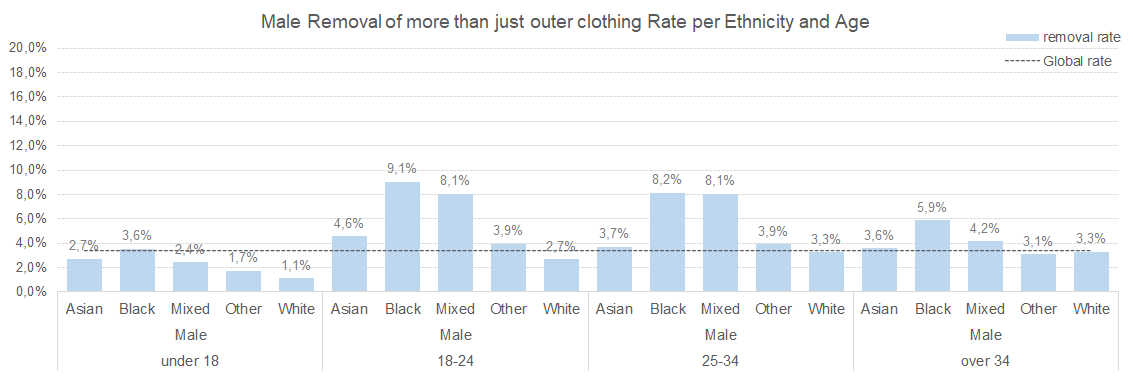 Male Removal of more than just outer clothing Rate per Ethnicity and Age
removal rate
Global rate
20,0%
18,0%
16,0%
14,0%
12,0%
10,0%
8,0%
6,0%
4,0%
2,0%
0,0%
2,7% 3,6% 2,4% 1,7% 1,1% 4,6% 9,1% 8,1% 3,9% 2,7% 3,7% 8,2% 8,1% 3,9% 3,3% 3,6% 5,9% 4,2% 3,1% 3,3%
Asian Black Mixed Other White Asian Black Mixed Other White Asian Black Mixed Other White Asian Black Mixed Other White
Male Male Male Male
under 18 18-24 25-34 over 34